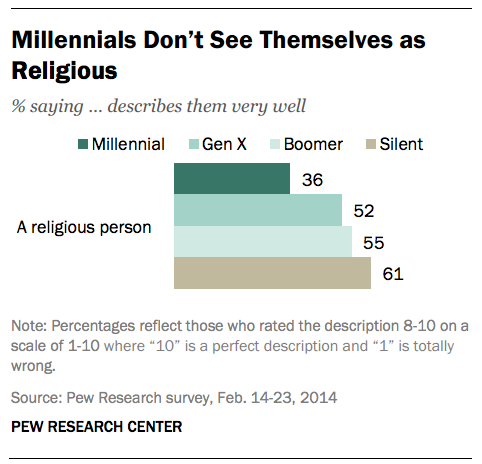 Millennials Don’t See Themselves as
Religious
% saying ... describes them very well
Millennial Gen X Boomer Silent
36
52
A religious person
55
61
Note: Percentages reflect those who rated the description 8-10 on a
scale of 1-10 where “10” is a perfect description and “1” is totally
wrong.
Source: Pew Research survey, Feb. 14-23, 2014
PEW RESEARCH CENTER